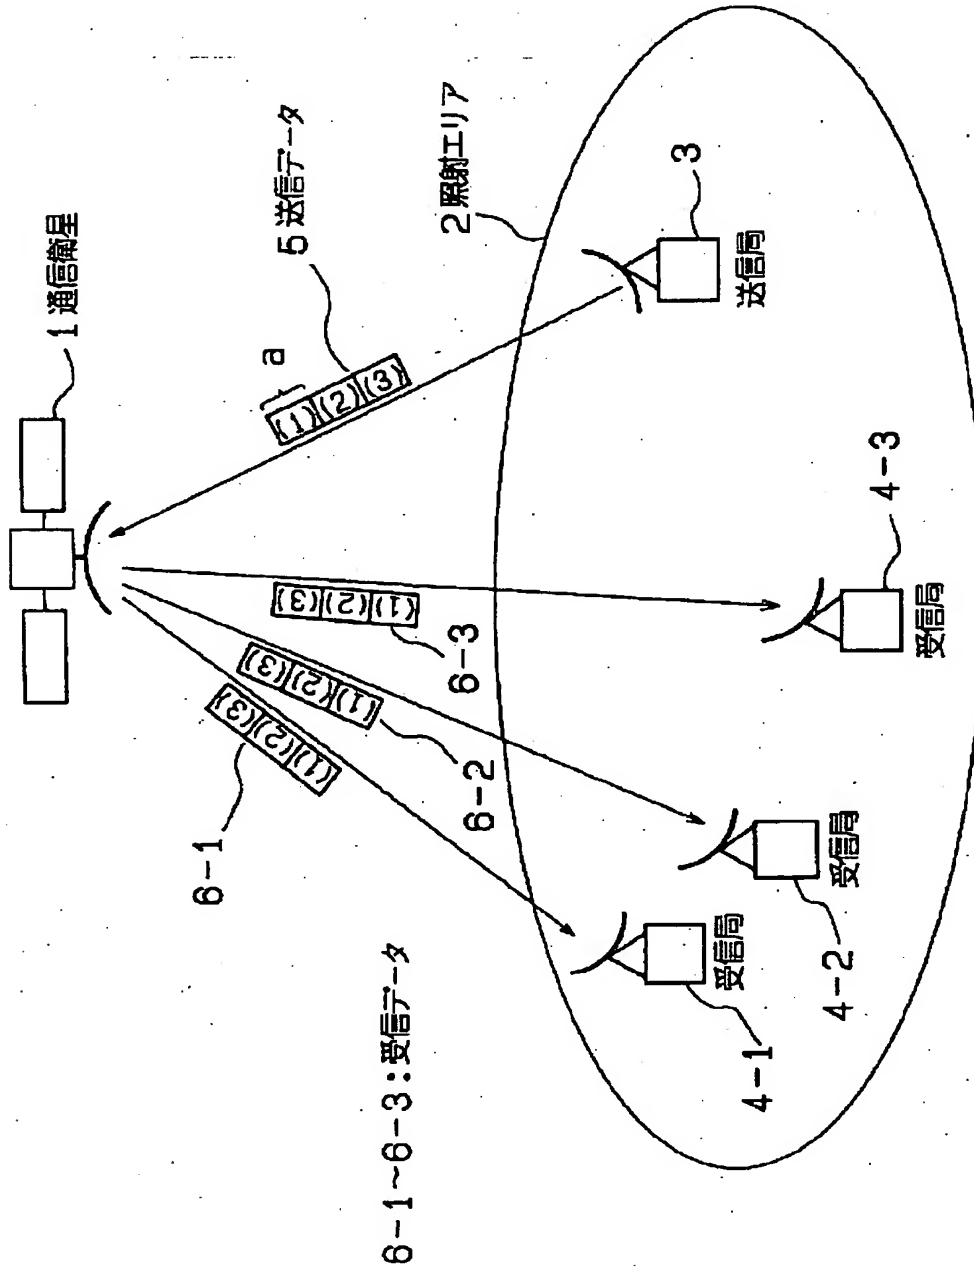 1 通信衛星
a
5 送信データ
(1)(2)(3)
2 照射エリア
3
送信局
(3)(2)(1)
6-3
(3)(2)(1)
6-2
(3)(2)(1)
6-1
4-3
受信局
4-2
受信局
4-1
受信局
6-1~6-3:受信データ